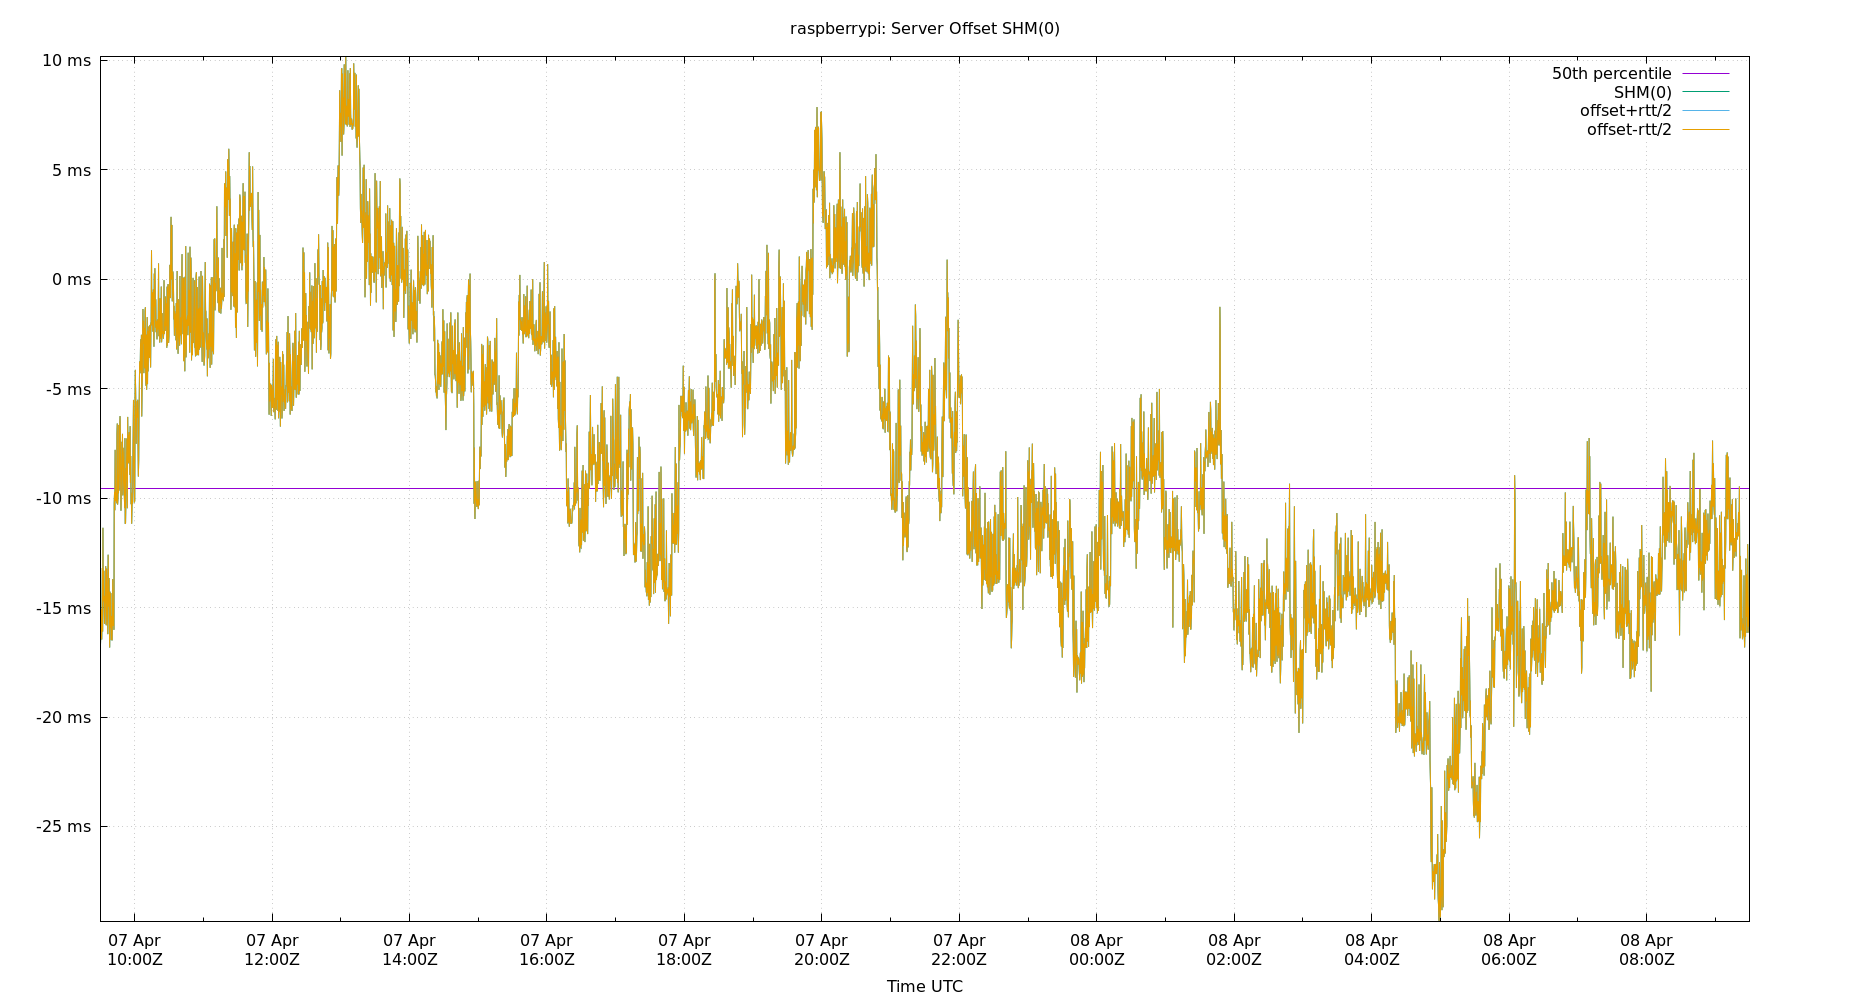 raspberrypi: Server Offset SHM(0)
50th percentile
SHM(0)
offset+rtt/2
offset-rtt/2
10 ms
5 ms
0 ms
-5 ms
-10 ms
-15 ms
-20 ms
-25 ms
07 Apr 07 Apr 07 Apr 07 Apr 07 Apr 07 Apr 07 Apr 08 Apr 08 Apr 08 Apr 08 Apr 08 Apr
10:00Z 12:00Z 14:00Z 16:00Z 18:00Z 20:00Z 22:00Z 00:00Z 02:00Z 04:00Z 06:00Z 08:00Z
Time UTC